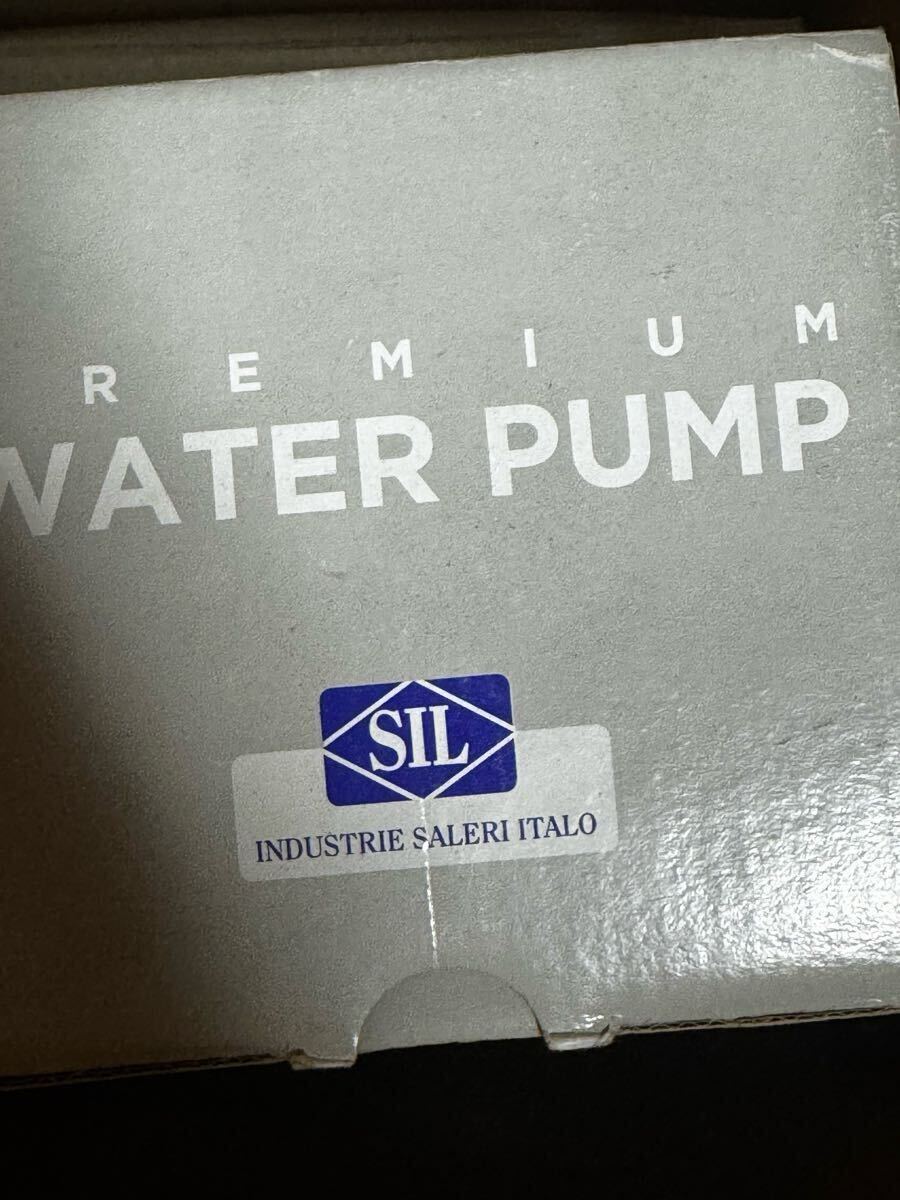 REMIUM
WATER PUMP
SIL
INDUSTRIE SALERI ITALO